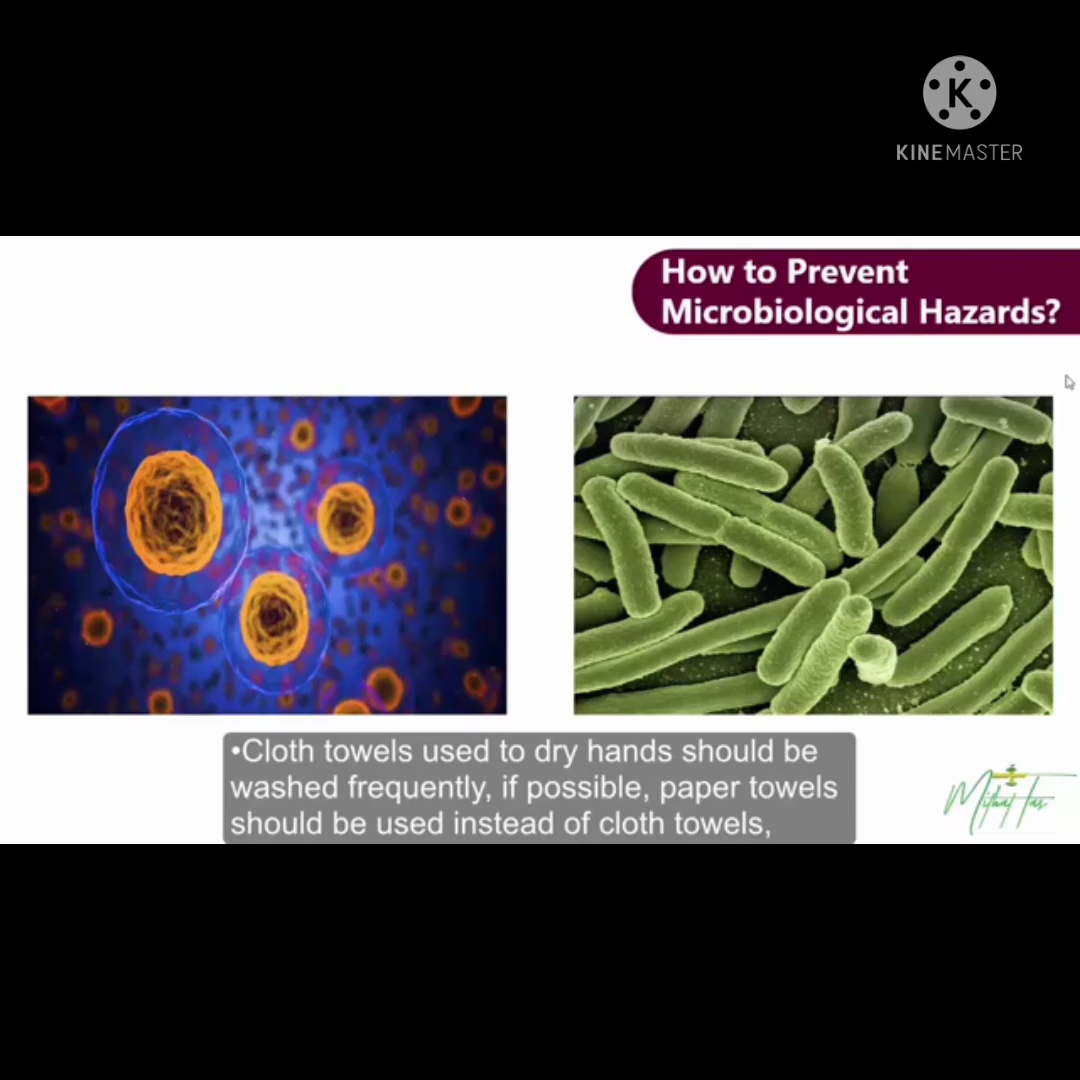 K
KINEMASTER
How to Prevent
Microbiological Hazards?
•Cloth towels used to dry hands should be
washed frequently, if possible, paper towels
should be used instead of cloth towels,